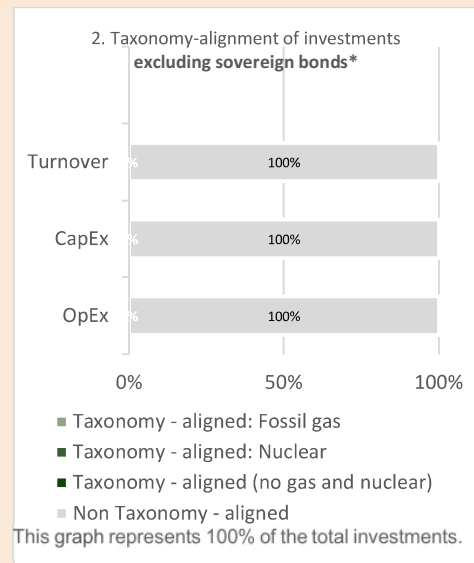 2. Taxonomy-alignment of investments
excluding sovereign bonds*
Turnover
%
100%
CapEx
%
100%
OpEx
%
100%
0%
50%
100%
Taxonomy - aligned: Fossil gas
Taxonomy - aligned: Nuclear
Taxonomy - aligned (no gas and nuclear)
Non Taxonomy - aligned
This graph represents 100% of the total investments.